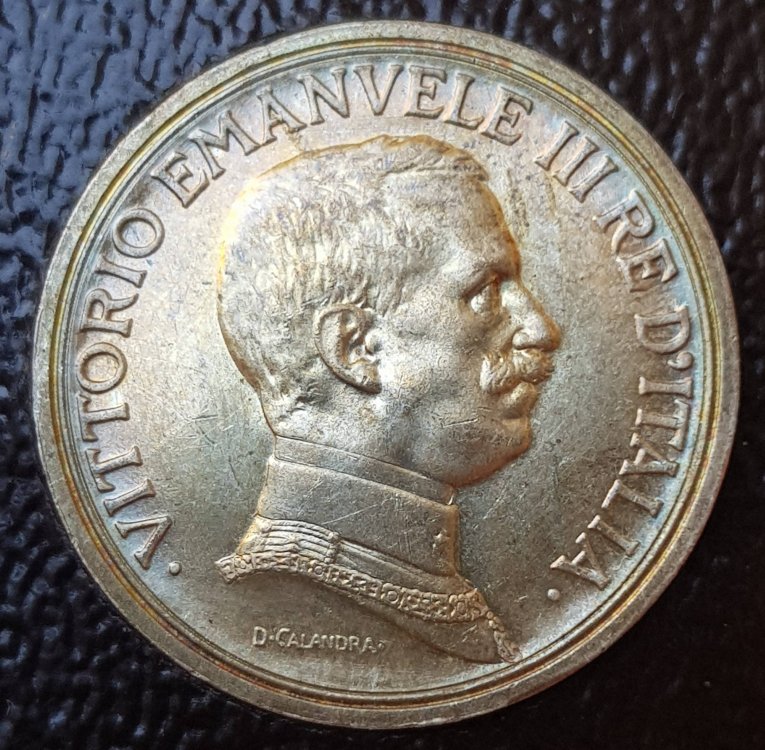 · VITTORIO EMANVELE III RE D'ITALIA ·
D·CALANDRA·